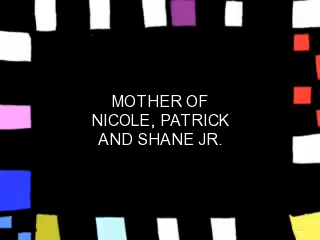 MOTHER OF
NICOLE, PATRICK
AND SHANE JR.